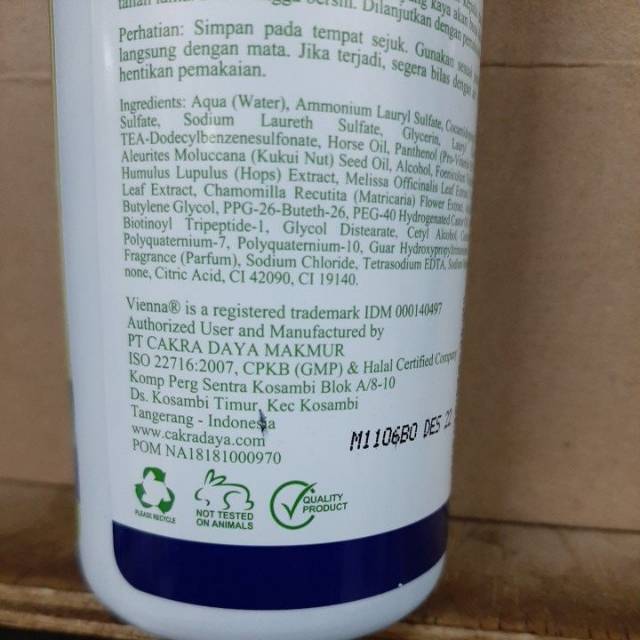 bersih. Dilanjutkan dengan
Perhatian: Simpan pada tempat sejuk. Gunakan
langsung dengan mata. Jika terjadi, segera bilas dengan
hentikan pemakaian.
Ingredients: Aqua (Water), Ammonium Lauryl Sulfate,
Sulfate, Sodium Laureth Sulfate, Glycerin,
TEA-Dodecylbenzenesulfonate, Horse Oil, Panthenol
Aleurites Moluccana (Kukui Nut) Seed Oil, Alcohol,
Humulus Lupulus (Hops) Extract, Melissa Officinalis Leaf
Leaf Extract, Chamomilla Recutita (Matricaria) Flower
Butylene Glycol, PPG-26-Buteth-26, PEG-40 Hydrogenated
Biotinoyl Tripeptide-1, Glycol Distearate, Cetyl Alcohol,
Polyquaternium-7, Polyquaternium-10, Guar
Fragrance (Parfum), Sodium Chloride, Tetrasodium EDTA,
none, Citric Acid, CI 42090, CI 19140.
Vienna® is a registered trademark IDM 000140497
Authorized User and Manufactured by
PT CAKRA DAYA MAKMUR
ISO 22716:2007, CPKB (GMP) & Halal Certified Company
Komp Perg Sentra Kosambi Blok A/8-10
Ds. Kosambi Timur, Kec Kosambi
Tangerang - Indonesia
www.cakradaya.com
POM NA18181000970
M1106BO DES 22
PLEASE RECYCLE
NOT TESTED
ON ANIMALS
QUALITY
PRODUCT